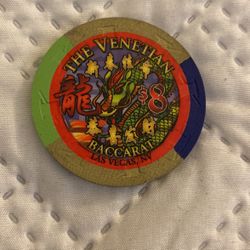 THE VENETIAN
龍
$8
BACCARAT
LAS VEGAS, NV